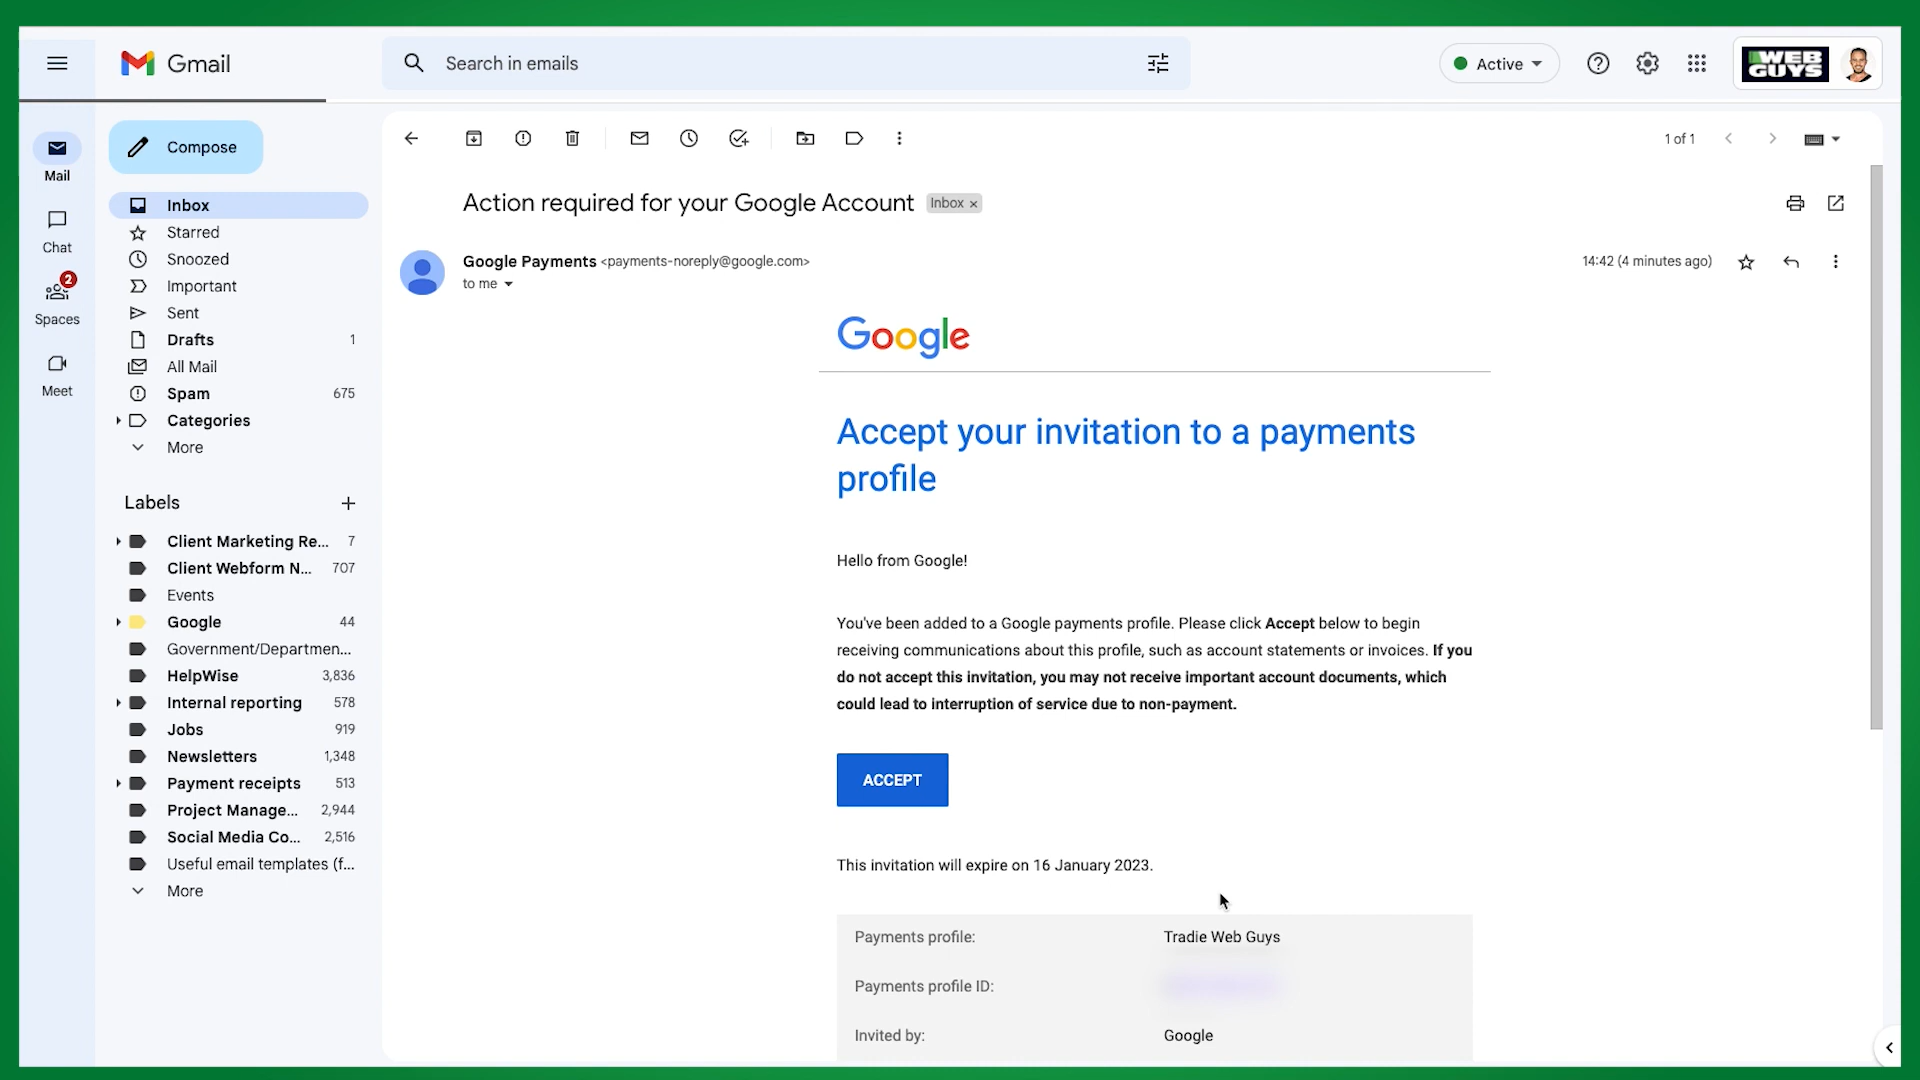 Gmail
Search in emails
Active
WEB
GUYS
Mail
Chat
2
Spaces
Meet
Compose
Inbox
Starred
Snoozed
Important
Sent
Drafts 1
All Mail
Spam 675
Categories
More
Labels
Client Marketing Re... 7
Client Webform N... 707
Events
Google 44
Government/Departmen...
HelpWise 3,836
Internal reporting 578
Jobs 919
Newsletters 1,348
Payment receipts 513
Project Manage... 2,944
Social Media Co... 2,516
Useful email templates (f...
More
1 of 1
Action required for your Google Account Inbox ×
Google Payments <payments-noreply@google.com> 14:42 (4 minutes ago)
to me
Google
Accept your invitation to a payments
profile
Hello from Google!
You've been added to a Google payments profile. Please click Accept below to begin
receiving communications about this profile, such as account statements or invoices. If you
do not accept this invitation, you may not receive important account documents, which
could lead to interruption of service due to non-payment.
ACCEPT
This invitation will expire on 16 January 2023.
Payments profile: Tradie Web Guys
Payments profile ID:
Invited by: Google